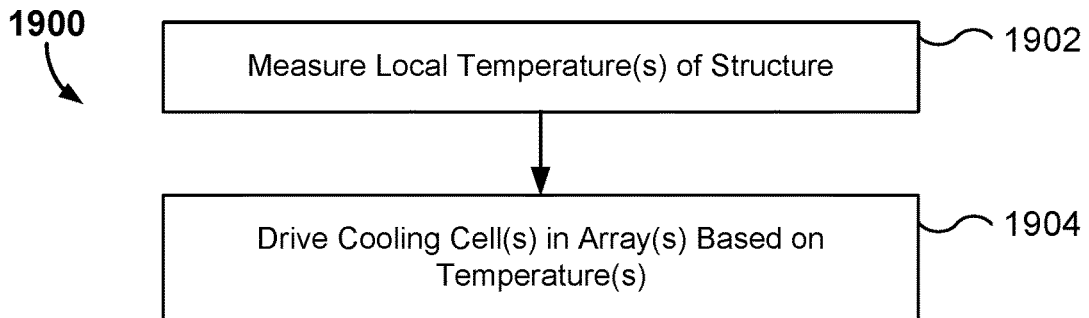 1900
1902
Measure Local Temperature(s) of Structure
1904
Drive Cooling Cell(s) in Array(s) Based on
Temperature(s)